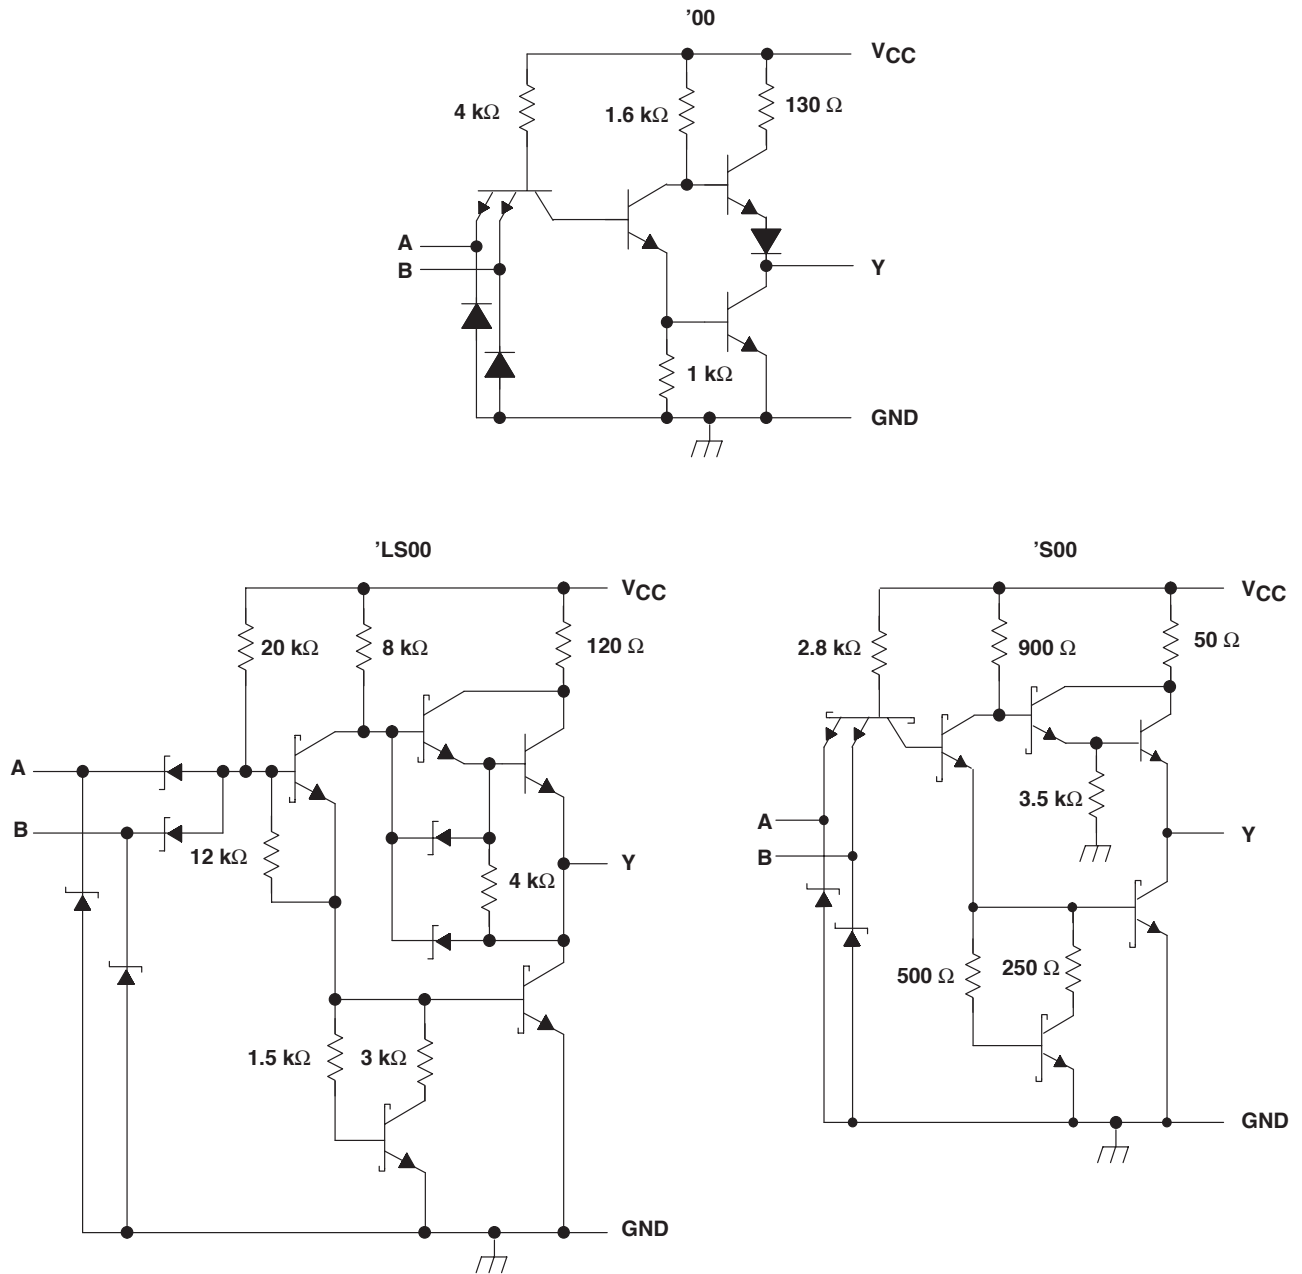 ’00
VCC
4 kΩ
1.6 kΩ
130 Ω
A
B
Y
1 kΩ
GND
’LS00
VCC
20 kΩ
8 kΩ
120 Ω
A
B
12 kΩ
4 kΩ
Y
1.5 kΩ
3 kΩ
GND
’S00
VCC
2.8 kΩ
900 Ω
50 Ω
3.5 kΩ
A
B
Y
500 Ω
250 Ω
GND